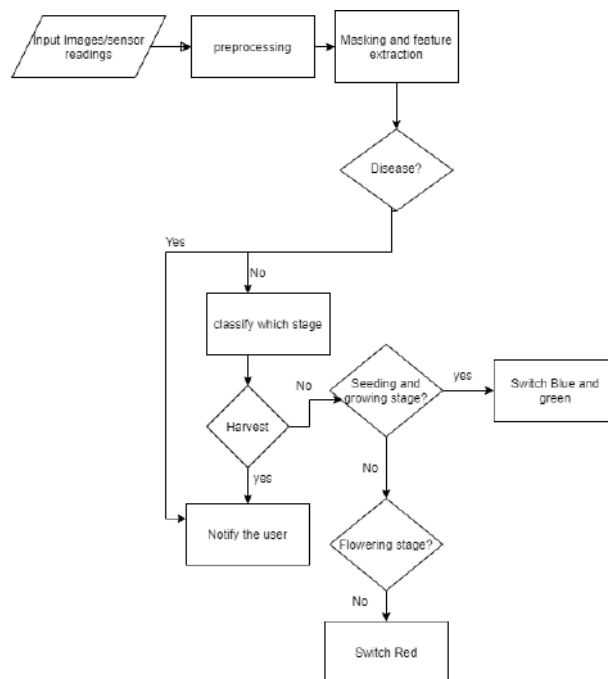 Input Images/sensor
readings
preprocessing
Masking and feature
extraction
Disease?
Yes
No
classify which stage
Harvest
No
Seeding and
growing stage?
yes
Switch Blue and
green
yes
No
Notify the user
Flowering stage?
No
Switch Red